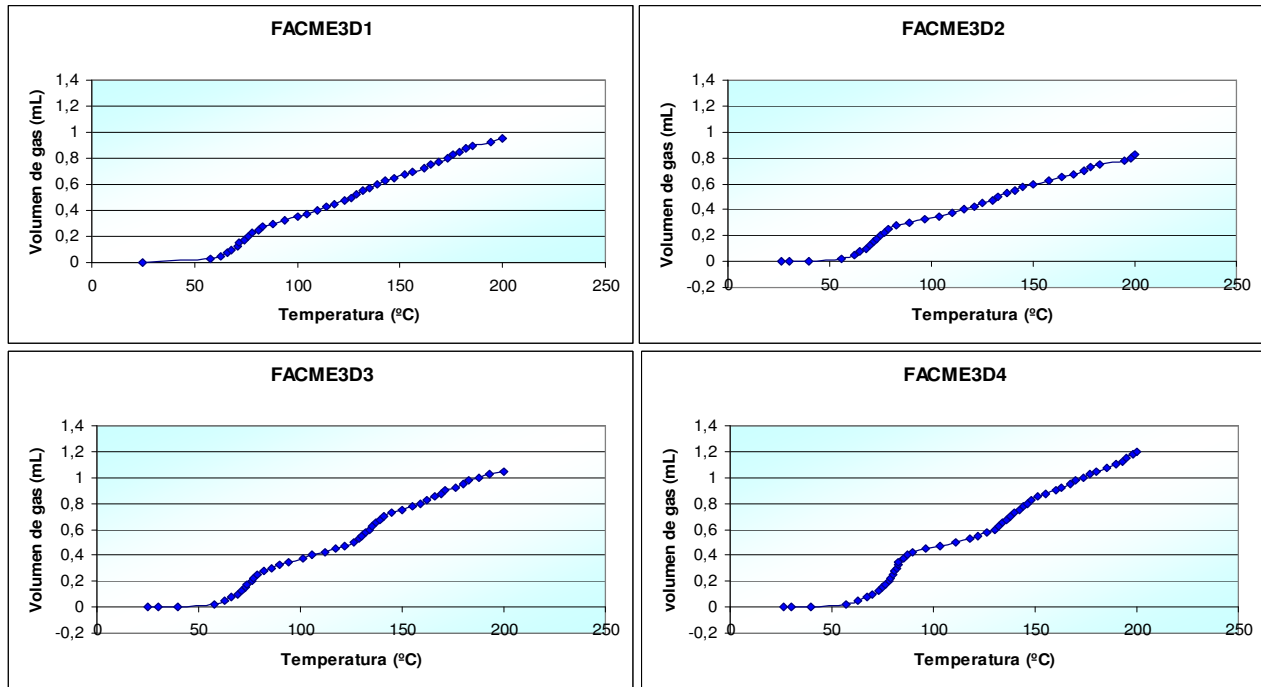 FACME3D1
1,4
1,2
1
0,8
0,6
0,4
0,2
0
0 50 100 150 200 250
Volumen de gas (mL)
Temperatura (ºC)
FACME3D2
1,4
1,2
1
0,8
0,6
0,4
0,2
0
-0,2
0 50 100 150 200 250
Volumen de gas (mL)
Temperatura (ºC)
FACME3D3
1,4
1,2
1
0,8
0,6
0,4
0,2
0
-0,2
0 50 100 150 200 250
Volumen de gas (mL)
Temperatura (ºC)
FACME3D4
1,4
1,2
1
0,8
0,6
0,4
0,2
0
-0,2
0 50 100 150 200 250
volumen de gas (mL)
Temperatura (ºC)